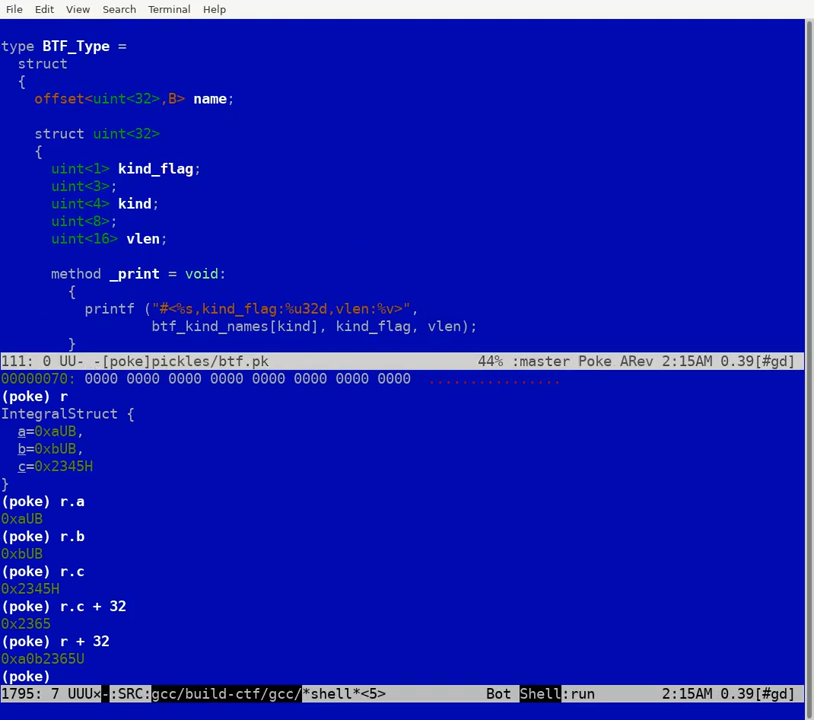 File Edit View Search Terminal Help
type BTF_Type =
struct
{
offset<uint<32>,B> name;
struct uint<32>
{
uint<1> kind_flag;
uint<3>;
uint<4> kind;
uint<8>;
uint<16> vlen;
method _print = void:
{
printf ("#<%s,kind_flag:%u32d,vlen:%v>",
btf_kind_names[kind], kind_flag, vlen);
}
111: 0 UU- -[poke]pickles/btf.pk 44% :master Poke ARev 2:15AM 0.39[#gd]
00000070: 0000 0000 0000 0000 0000 0000 0000 0000 ................
(poke) r
IntegralStruct {
a=0xaUB,
b=0xbUB,
c=0x2345H
}
(poke) r.a
0xaUB
(poke) r.b
0xbUB
(poke) r.c
0x2345H
(poke) r.c + 32
0x2365
(poke) r + 32
0xa0b2365U
(poke)
1795: 7 UUU×-:SRC:gcc/build-ctf/gcc/*shell*<5> Bot Shell:run 2:15AM 0.39[#gd]